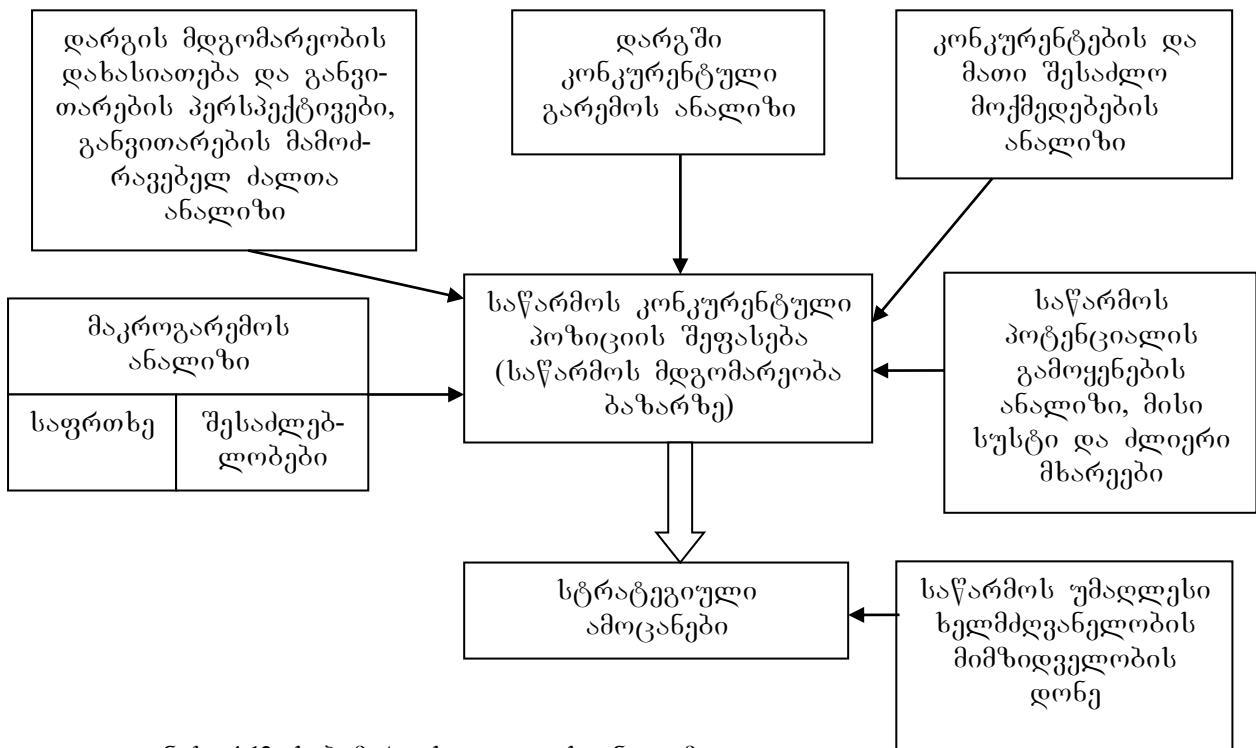 დარგის მდგომარეობის
დახასიათება და განვი-
თარების პერსპექტივები,
განვითარების მამოძ-
რავებელ ძალთა
ანალიზი
დარგში
კონკურენტული
გარემოს ანალიზი
კონკურენტების და
მათი შესაძლო
მოქმედებების
ანალიზი
მაკროგარემოს
ანალიზი
საფრთხე
შესაძლებ-
ლობები
საწარმოს კონკურენტული
პოზიციის შეფასება
(საწარმოს მდგომარეობა
ბაზარზე)
საწარმოს
პოტენციალის
გამოყენების
ანალიზი, მისი
სუსტი და ძლიერი
მხარეები
სტრატეგიული
ამოცანები
საწარმოს უმაღლესი
ხელმძღვანელობის
მიმზიდველობის
დონე